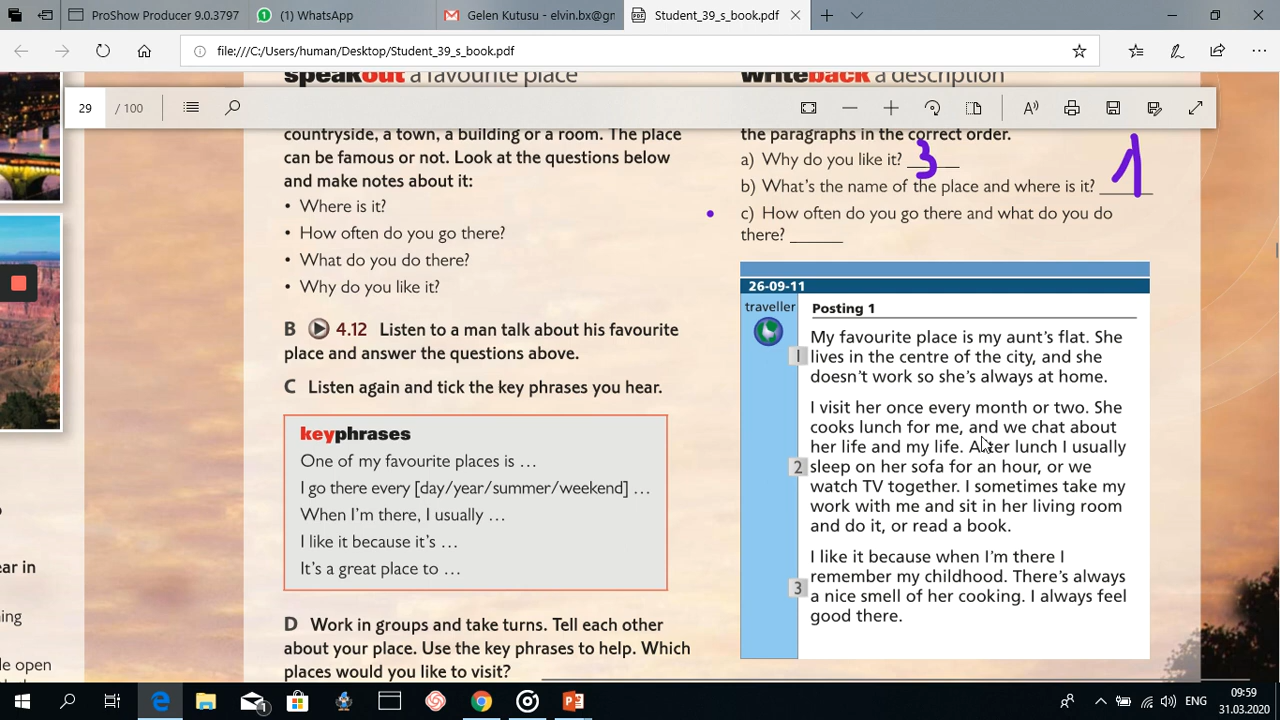 ProShow Producer 9.0.3797
(1) WhatsApp
Gelen Kutusu - elvin.bx@gm
Student_39_s_book.pdf
file:///C:/Users/human/Desktop/Student_39_s_book.pdf
29 / 100
speakout a favourite place
countryside, a town, a building or a room. The place
can be famous or not. Look at the questions below
and make notes about it:
• Where is it?
• How often do you go there?
• What do you do there?
• Why do you like it?
B 4.12 Listen to a man talk about his favourite
place and answer the questions above.
C Listen again and tick the key phrases you hear.
keyphrases
One of my favourite places is …
I go there every [day/year/summer/weekend] …
When I'm there, I usually …
I like it because it's …
It's a great place to …
D Work in groups and take turns. Tell each other
about your place. Use the key phrases to help. Which
places would you like to visit?
writeback a description
the paragraphs in the correct order.
a) Why do you like it? 3
b) What's the name of the place and where is it? 1
c) How often do you go there and what do you do
there? ______
26-09-11
traveller
Posting 1
My favourite place is my aunt's flat. She
1 lives in the centre of the city, and she
doesn't work so she's always at home.
I visit her once every month or two. She
cooks lunch for me, and we chat about
her life and my life. After lunch I usually
2 sleep on her sofa for an hour, or we
watch TV together. I sometimes take my
work with me and sit in her living room
and do it, or read a book.
I like it because when I'm there I
remember my childhood. There's always
3 a nice smell of her cooking. I always feel
good there.
ear in
ing
le open
1
ENG
09:59
31.03.2020